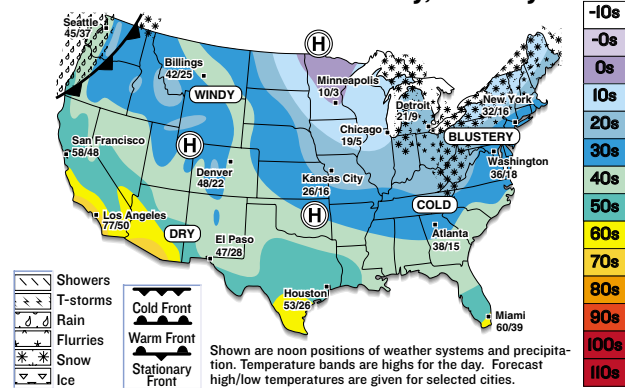 Seattle
45/37
Billings
42/25
WINDY
H
Minneapolis
10/3
Detroit
21/9
New York
32/16
Chicago
19/5
BLUSTERY
San Francisco
58/48
H
Denver
48/22
Kansas City
26/16
Washington
36/18
COLD
Los Angeles
77/50
DRY
H
El Paso
47/28
Atlanta
38/15
Houston
53/26
Miami
60/39
-10s
-0s
0s
10s
20s
30s
40s
50s
60s
70s
80s
90s
100s
110s
Showers
T-storms
Rain
Flurries
Snow
Ice
Cold Front
Warm Front
Stationary
Front
Shown are noon positions of weather systems and precipita-
tion. Temperature bands are highs for the day. Forecast
high/low temperatures are given for selected cities.